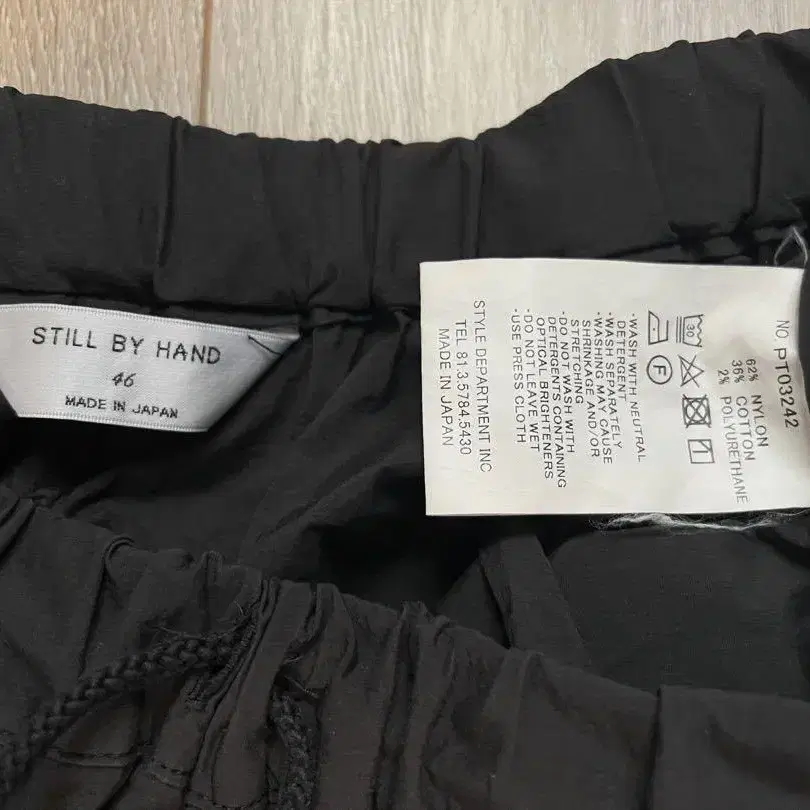 STILL BY HAND
46
MADE IN JAPAN
NO. PT03242
62% NYLON
36% COTTON
2% POLYURETHANE
30
F
·WASH WITH NEUTRAL
DETERGENT
·WASH SEPARATELY
·WASHING MAY CAUSE
SHRINKAGE AND/OR
STRETCHING
·DO NOT WASH WITH
DETERGENTS CONTAINING
OPTICAL BRIGHTENERS
·DO NOT LEAVE WET
·USE PRESS CLOTH
STYLE DEPARTMENT INC
TEL 81.3.5784.5430
MADE IN JAPAN